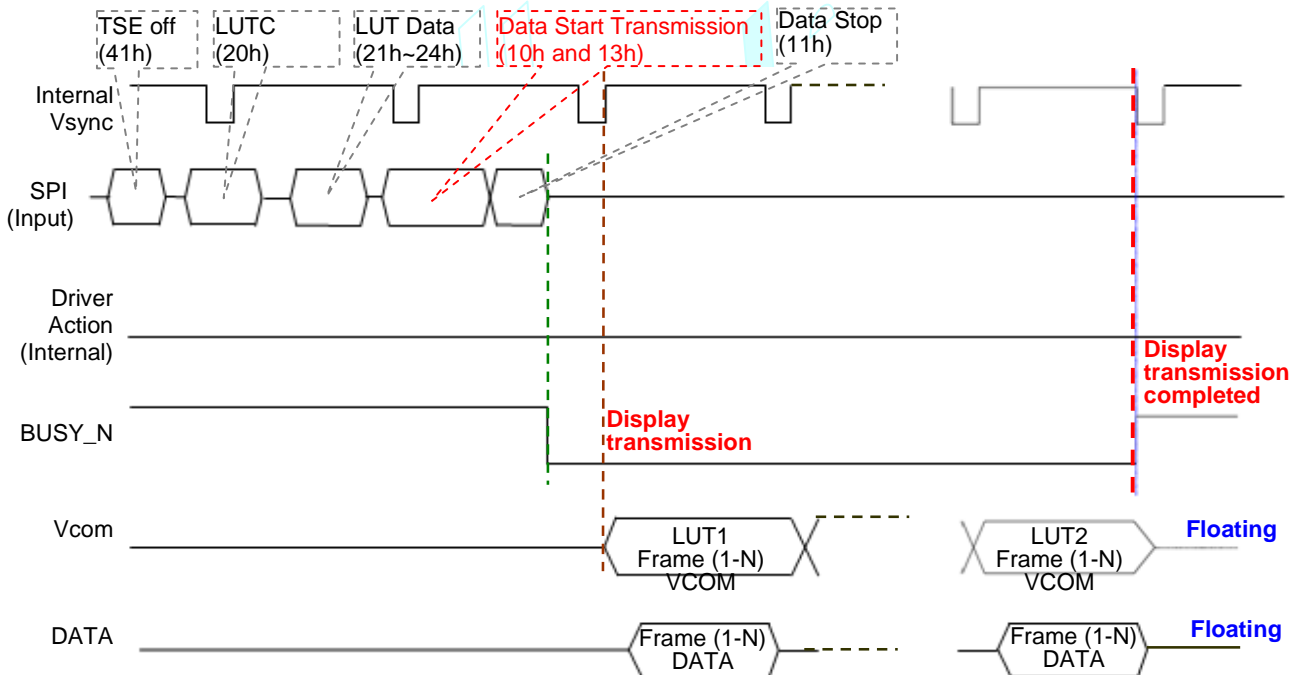 TSE off
(41h)
LUTC
(20h)
LUT Data
(21h~24h)
Data Start Transmission
(10h and 13h)
Data Stop
(11h)
Internal
Vsync
SPI
(Input)
Driver
Action
(Internal)
Display
transmission
completed
BUSY_N
Display
transmission
Vcom
LUT1
Frame (1-N)
VCOM
LUT2
Frame (1-N)
VCOM
Floating
DATA
Frame (1-N)
DATA
Frame (1-N)
DATA
Floating